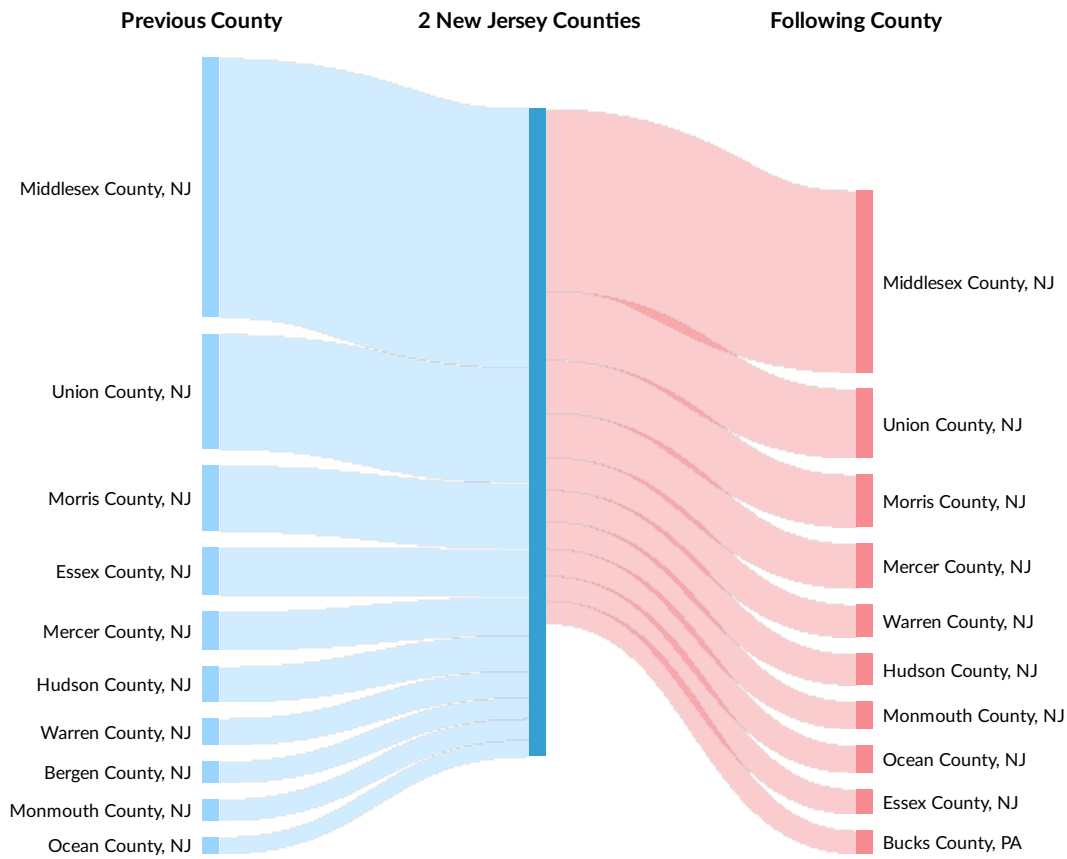 Previous County
2 New Jersey Counties
Following County
Middlesex County, NJ
Union County, NJ
Morris County, NJ
Essex County, NJ
Mercer County, NJ
Hudson County, NJ
Warren County, NJ
Bergen County, NJ
Monmouth County, NJ
Ocean County, NJ
Middlesex County, NJ
Union County, NJ
Morris County, NJ
Mercer County, NJ
Warren County, NJ
Hudson County, NJ
Monmouth County, NJ
Ocean County, NJ
Essex County, NJ
Bucks County, PA